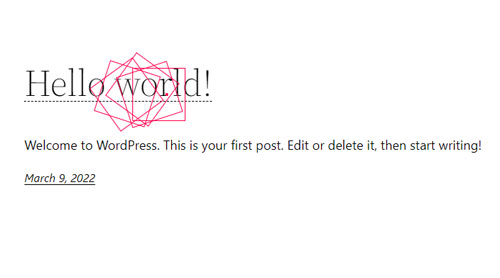 Hello world!
Welcome to WordPress. This is your first post. Edit or delete it, then start writing!
March 9, 2022